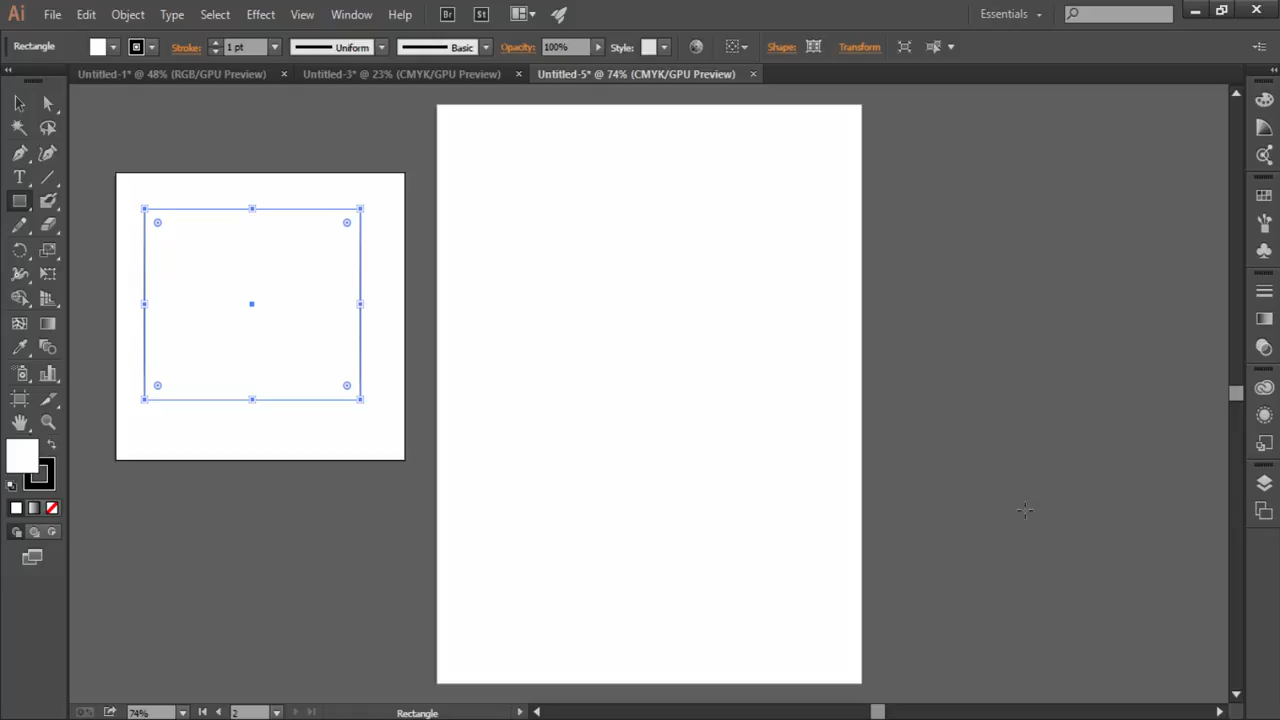 Ai File Edit Object Type Select Effect View Window Help Br St Essentials
Rectangle Stroke: 1 pt Uniform Basic Opacity: 100% Style: Shape: Transform
Untitled-1* @ 48% (RGB/GPU Preview) × Untitled-3* @ 23% (CMYK/GPU Preview) × Untitled-5* @ 74% (CMYK/GPU Preview) ×
74% 2 Rectangle